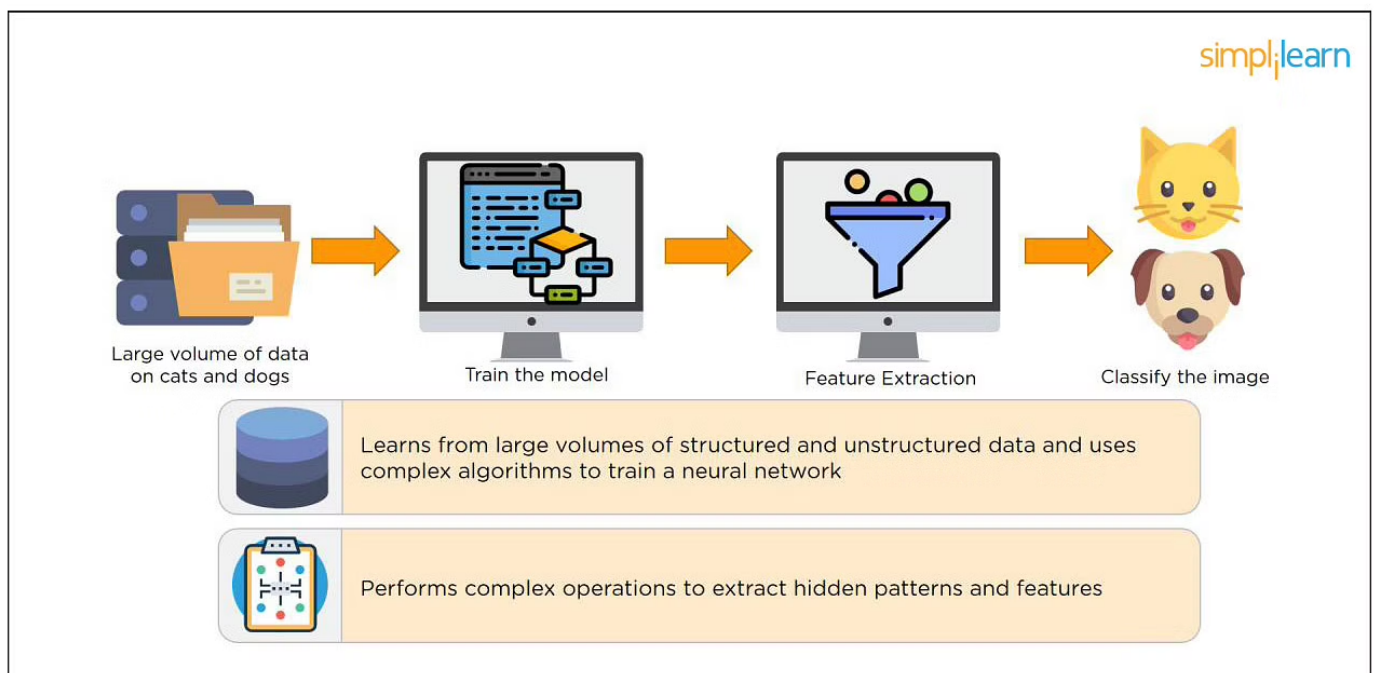 simplilearn
Large volume of data
on cats and dogs
Train the model
Feature Extraction
Classify the image
Learns from large volumes of structured and unstructured data and uses
complex algorithms to train a neural network
Performs complex operations to extract hidden patterns and features